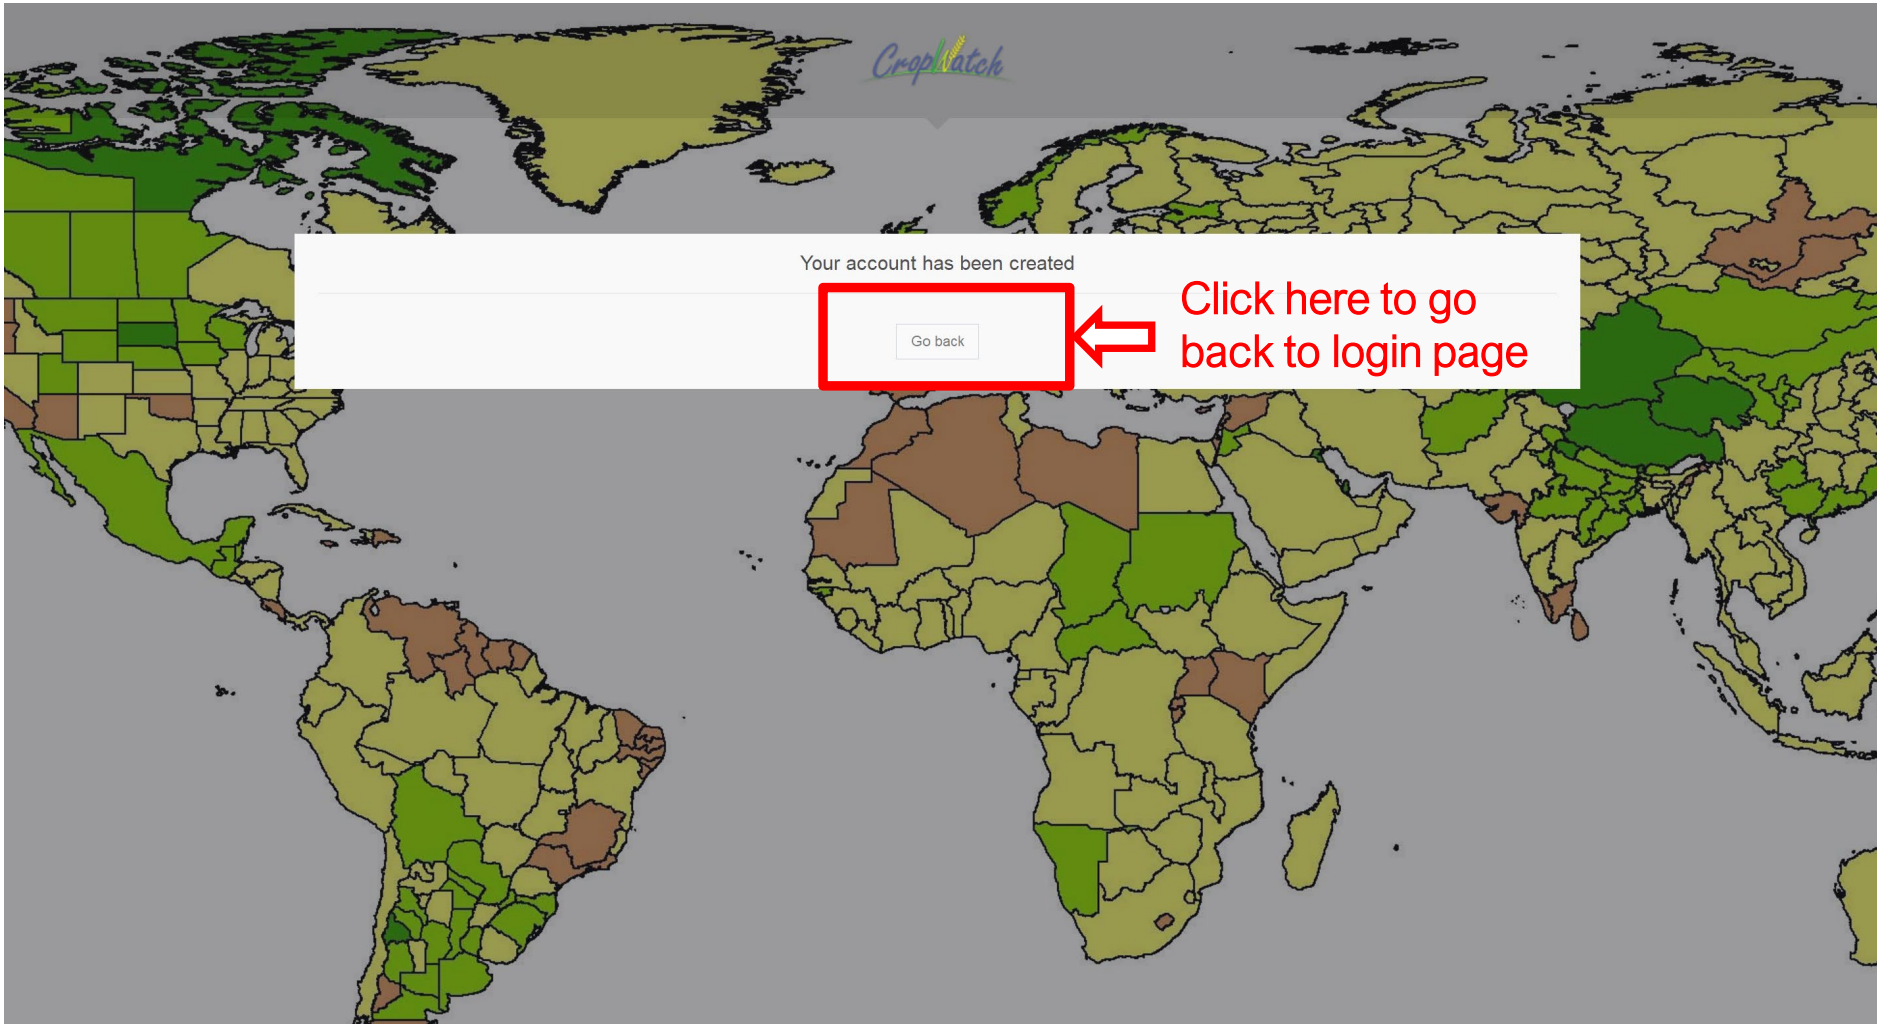 CropWatch
Your account has been created
Go back
Click here to go
back to login page